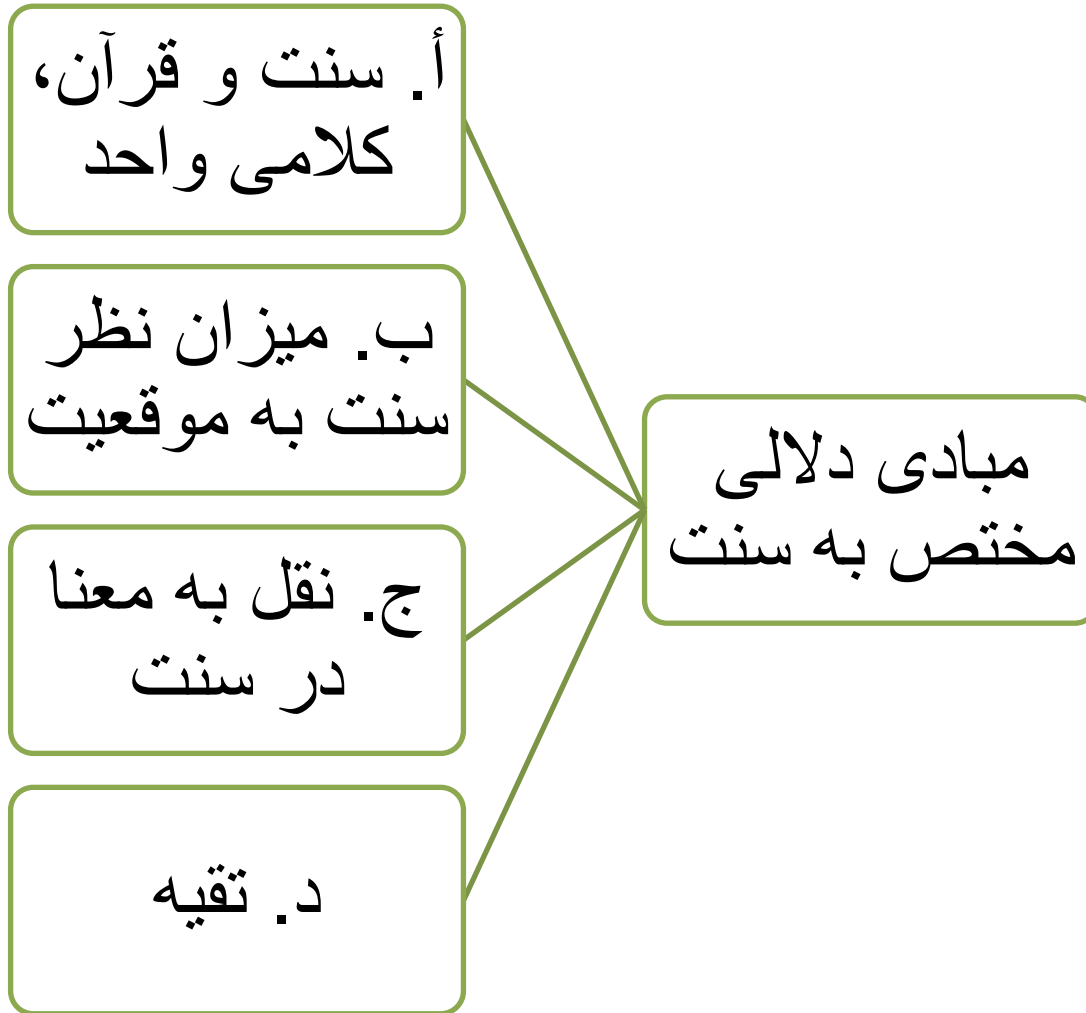 مبادی دلالی
مختص به سنت
أ. سنت و قرآن،
کلامی واحد
ب. میزان نظر
سنت به موقعیت
ج. نقل به معنا
در سنت
د. تقیه